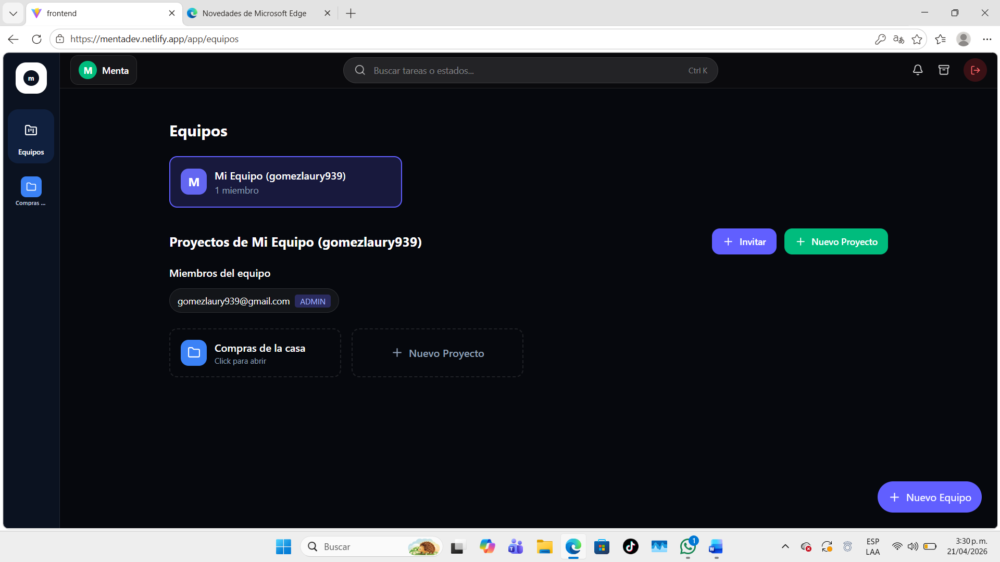 frontend
Novedades de Microsoft Edge
https://mentadev.netlify.app/app/equipos
m
M Menta
Buscar tareas o estados... Ctrl K
Equipos
Compras ...
Equipos
M
Mi Equipo (gomezlaury939)
1 miembro
Proyectos de Mi Equipo (gomezlaury939)
+ Invitar
+ Nuevo Proyecto
Miembros del equipo
gomezlaury939@gmail.com ADMIN
Compras de la casa
Click para abrir
+ Nuevo Proyecto
+ Nuevo Equipo
Buscar
1
ESP
LAA
3:30 p. m.
21/04/2026